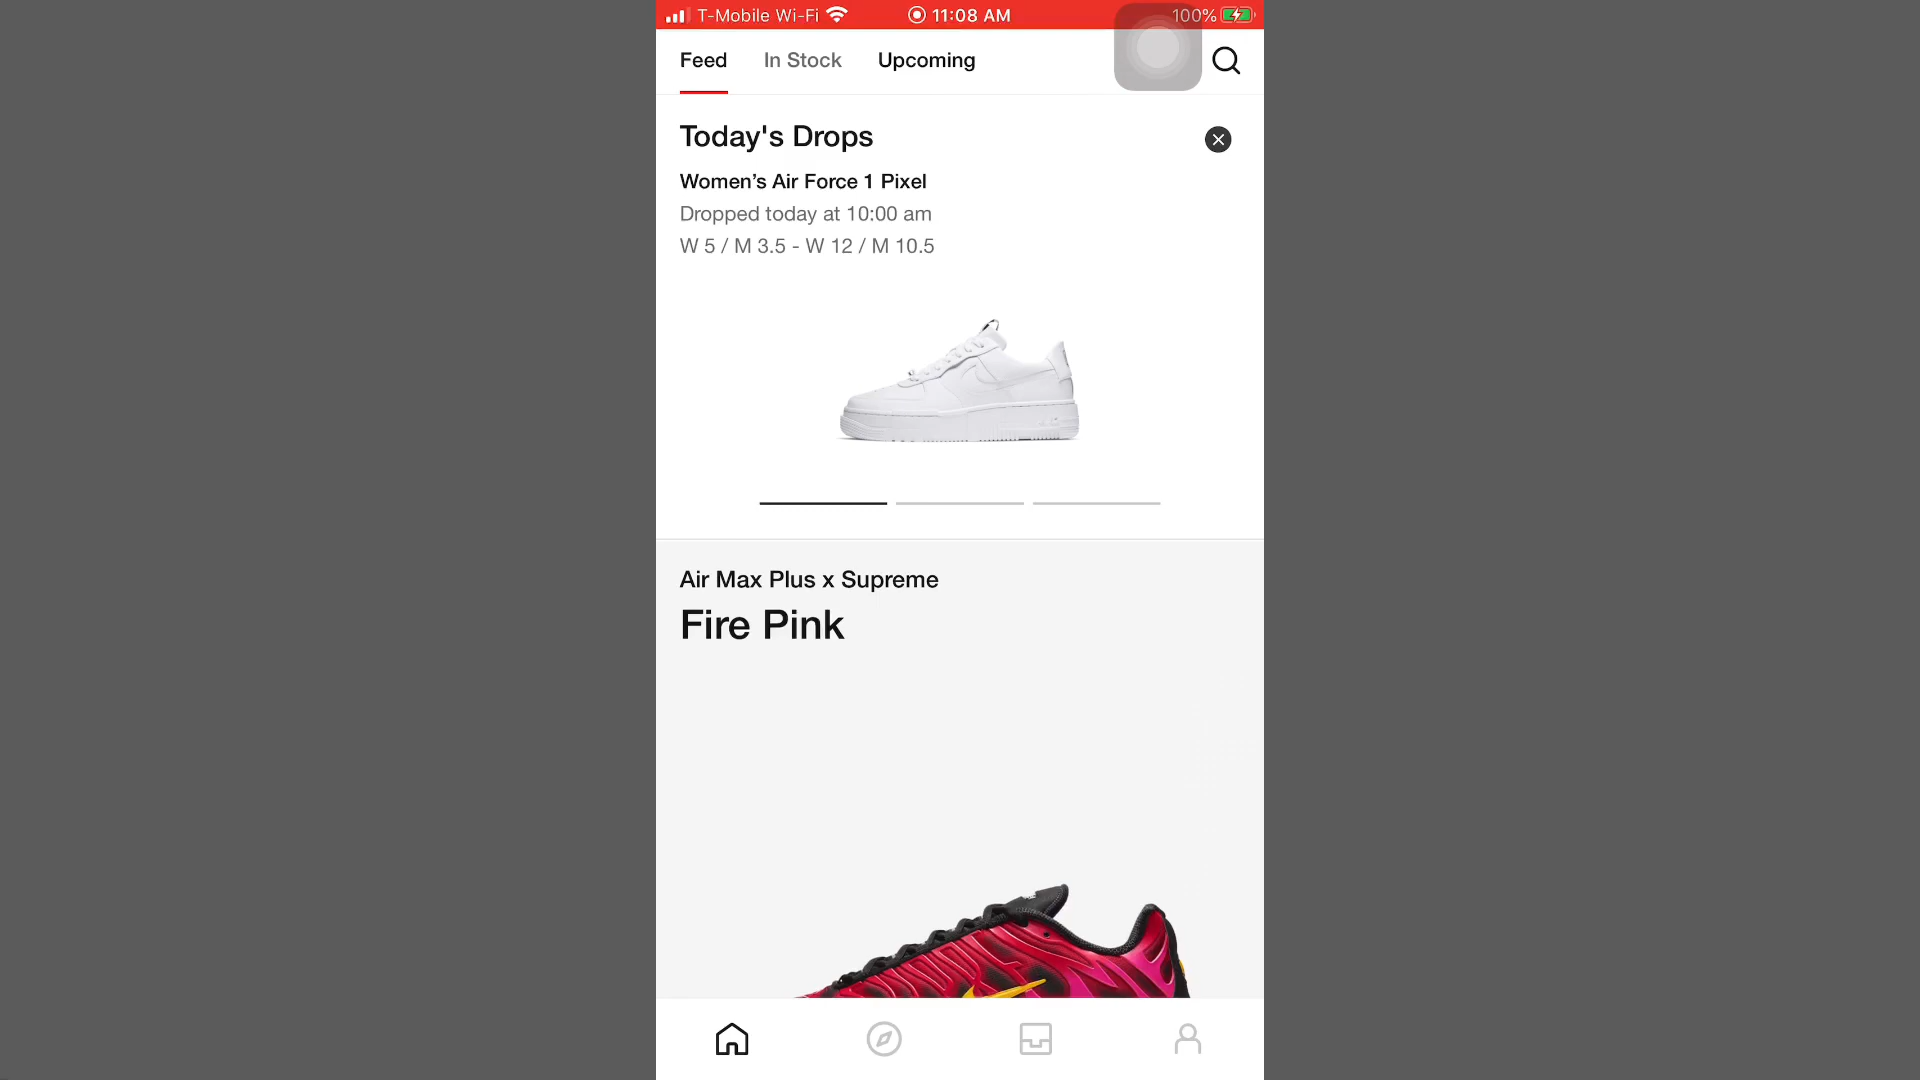 T-Mobile Wi-Fi 11:08 AM 100%
Feed In Stock Upcoming
Today's Drops
Women’s Air Force 1 Pixel
Dropped today at 10:00 am
W 5 / M 3.5 - W 12 / M 10.5
Air Max Plus x Supreme
Fire Pink